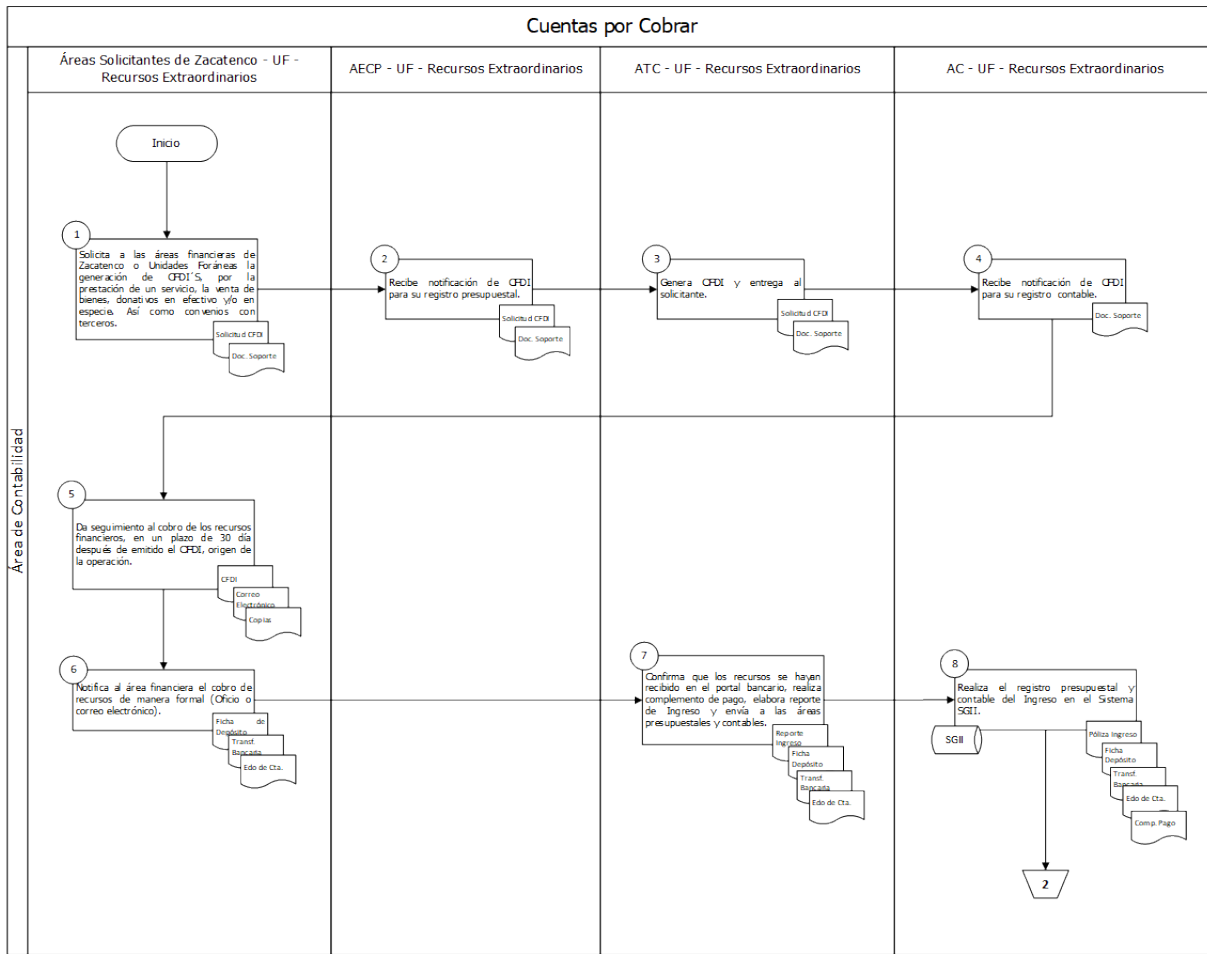 Cuentas por Cobrar
Área de Contabilidad
Áreas Solicitantes de Zacatenco - UF -
Recursos Extraordinarios
AECP - UF - Recursos Extraordinarios
ATC - UF - Recursos Extraordinarios
AC - UF - Recursos Extraordinarios
Inicio
1
Solicita a las áreas financieras de
Zacatenco o Unidades Foráneas la
generación de CFDI´S, por la
prestación de un servicio, la venta de
bienes, donativos en efectivo y/o en
especie. Así como convenios con
terceros.
Solicitud CFDI
Doc. Soporte
2
Recibe notificación de CFDI
para su registro presupuestal.
Solicitud CFDI
Doc. Soporte
3
Genera CFDI y entrega al
solicitante.
Solicitud CFDI
Doc. Soporte
4
Recibe notificación de CFDI
para su registro contable.
Doc. Soporte
5
Da seguimiento al cobro de los recursos
financieros, en un plazo de 30 día
después de emitido el CFDI, origen de
la operación.
CFDI
Correo
Electrónico
Copias
6
Notifica al área financiera el cobro de
recursos de manera formal (Oficio o
correo electrónico).
Ficha de
Depósito
Transf.
Bancaria
Edo de Cta.
7
Confirma que los recursos se hayan
recibido en el portal bancario, realiza
complemento de pago, elabora reporte
de Ingreso y envía a las áreas
presupuestales y contables.
Reporte
Ingreso
Ficha
Depósito
Transf.
Bancaria
Edo de Cta.
8
Realiza el registro presupuestal y
contable del Ingreso en el Sistema
SGII.
SGII
Póliza Ingreso
Ficha
Depósito
Transf.
Bancaria
Edo de Cta.
Comp. Pago
2